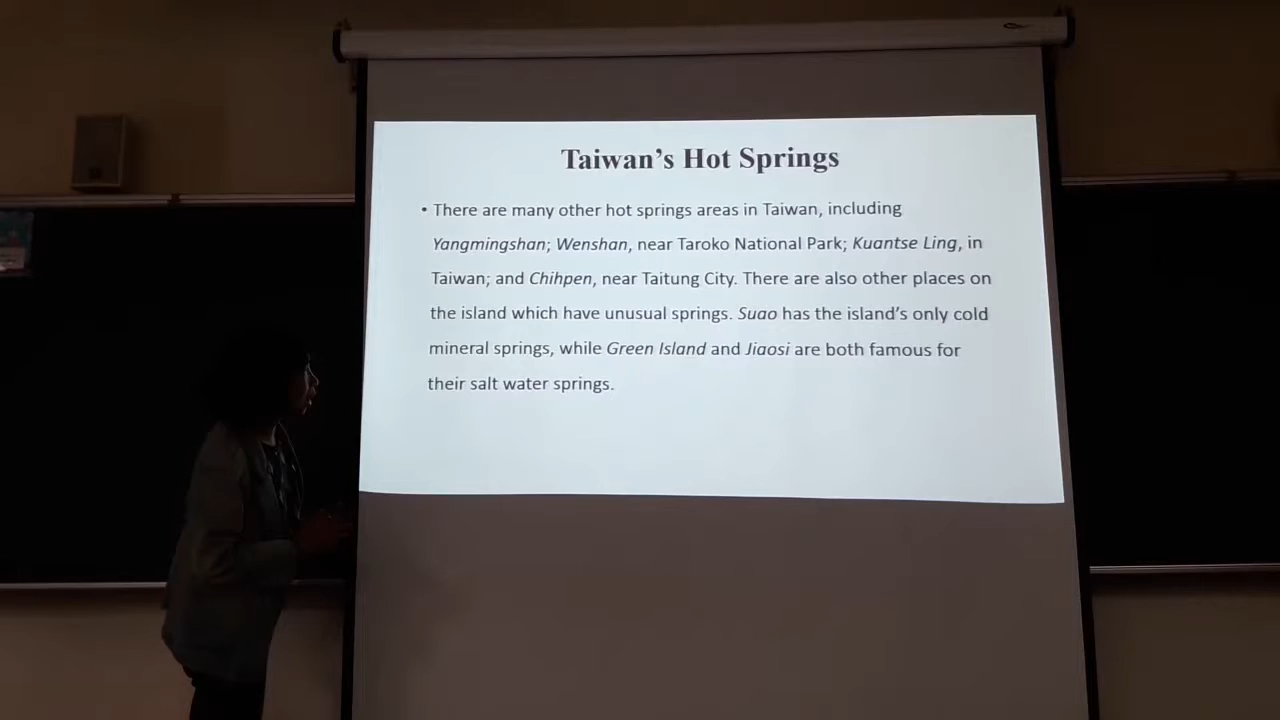 Taiwan's Hot Springs
• There are many other hot springs areas in Taiwan, including
Yangmingshan; Wenshan, near Taroko National Park; Kuantse Ling, in
Taiwan; and Chihpen, near Taitung City. There are also other places on
the island which have unusual springs. Suao has the island's only cold
mineral springs, while Green Island and Jiaosi are both famous for
their salt water springs.